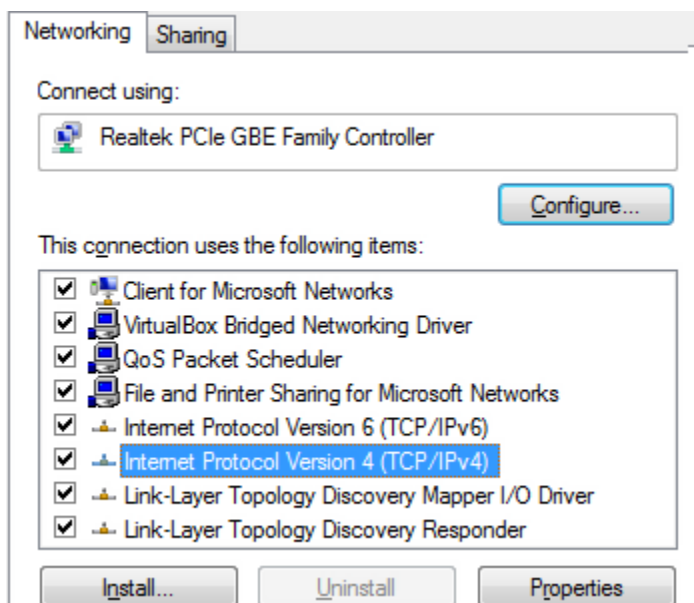 Networking
Sharing
Connect using:
Realtek PCIe GBE Family Controller
Configure...
This connection uses the following items:
Client for Microsoft Networks
VirtualBox Bridged Networking Driver
QoS Packet Scheduler
File and Printer Sharing for Microsoft Networks
Internet Protocol Version 6 (TCP/IPv6)
Internet Protocol Version 4 (TCP/IPv4)
Link-Layer Topology Discovery Mapper I/O Driver
Link-Layer Topology Discovery Responder
Install...
Uninstall
Properties